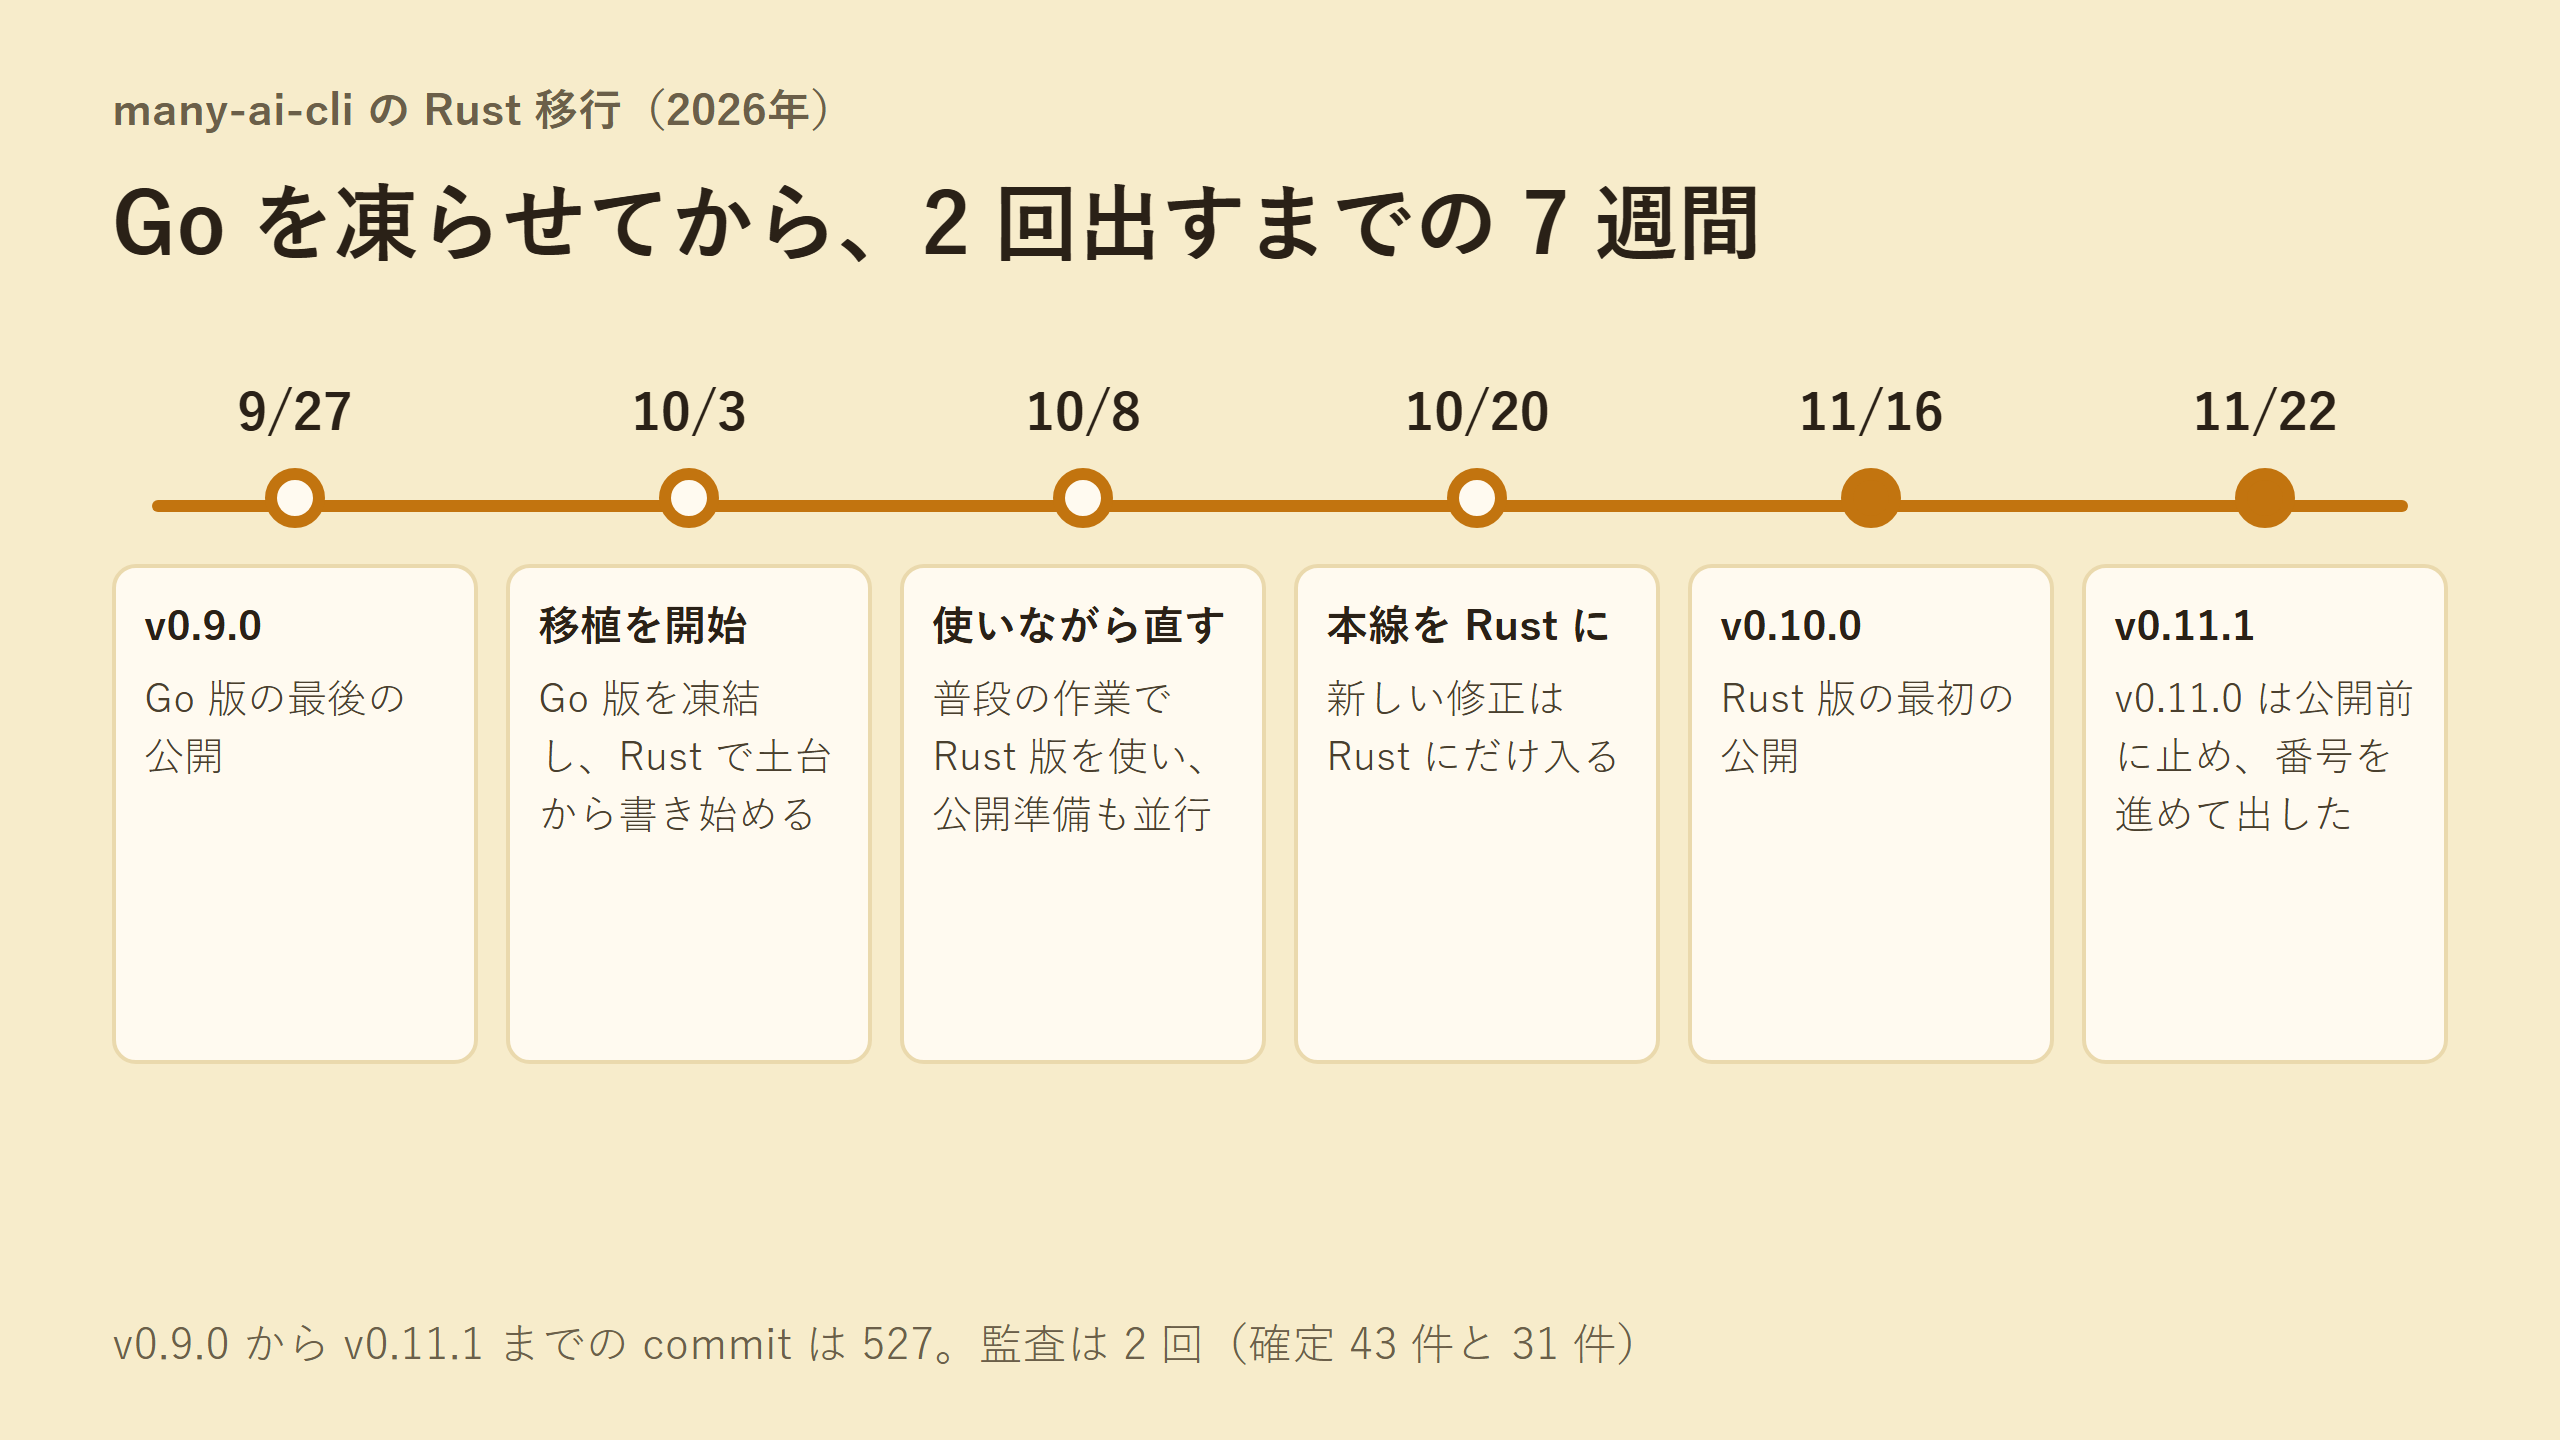 many-ai-cli の Rust 移行（2026年）
Go を凍らせてから、2 回出すまでの 7 週間
9/27
10/3
10/8
10/20
11/16
11/22
v0.9.0
Go 版の最後の
公開
移植を開始
Go 版を凍結
し、Rust で土台
から書き始める
使いながら直す
普段の作業で
Rust 版を使い、
公開準備も並行
本線を Rust に
新しい修正は
Rust にだけ入る
v0.10.0
Rust 版の最初の
公開
v0.11.1
v0.11.0 は公開前
に止め、番号を
進めて出した
v0.9.0 から v0.11.1 までの commit は 527。監査は 2 回（確定 43 件と 31 件）